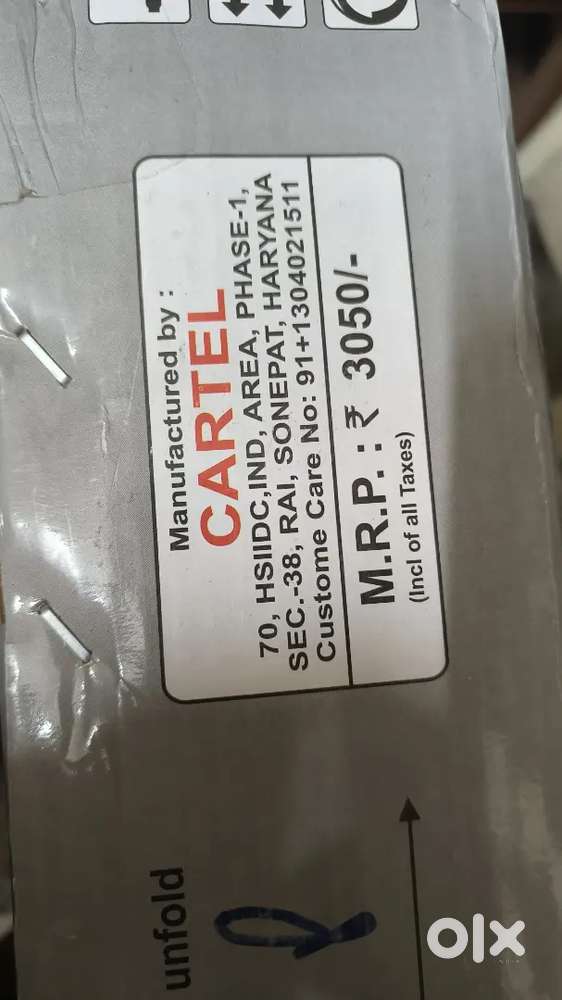 Manufactured by :
CARTEL
70, HSIIDC,IND, AREA, PHASE-1,
SEC.-38, RAI, SONEPAT, HARYANA
Custome Care No: 91+1304021511
M.R.P. : ₹ 3050/-
(Incl of all Taxes)
unfold
olx
INDIA